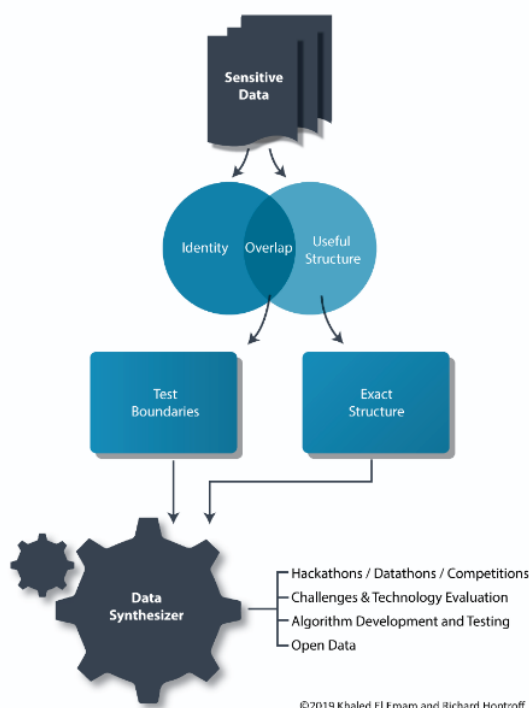 Sensitive
Data
Identity
Overlap
Useful
Structure
Test
Boundaries
Exact
Structure
Data
Synthesizer
Hackathons / Datathons / Competitions
Challenges & Technology Evaluation
Algorithm Development and Testing
Open Data
©2019 Khaled El Emam and Richard Hoptroff